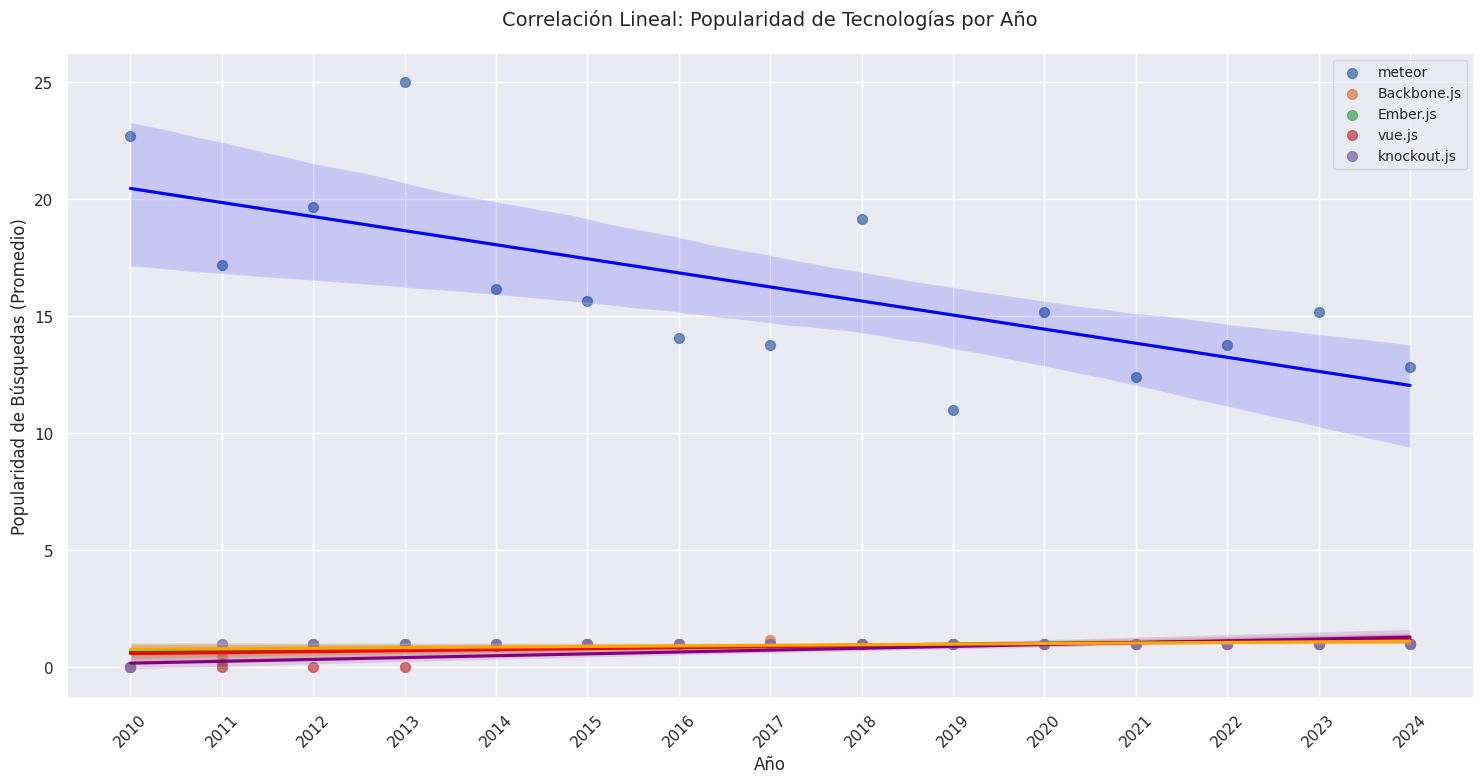 Correlación Lineal: Popularidad de Tecnologías por Año
meteor
Backbone.js
Ember.js
vue.js
knockout.js
Popularidad de Búsquedas (Promedio)
25
20
15
10
5
0
2010
2011
2012
2013
2014
2015
2016
2017
2018
2019
2020
2021
2022
2023
2024
Año